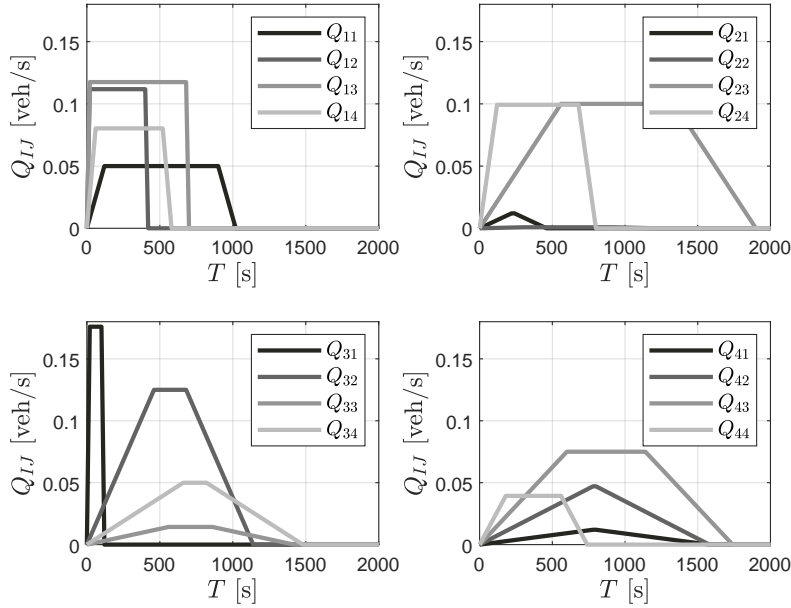 0.15
0.1
0.05
0
Q_{IJ} [veh/s]
0 500 1000 1500 2000
T [s]
Q_{11}
Q_{12}
Q_{13}
Q_{14}
0.15
0.1
0.05
0
Q_{IJ} [veh/s]
0 500 1000 1500 2000
T [s]
Q_{21}
Q_{22}
Q_{23}
Q_{24}
0.15
0.1
0.05
0
Q_{IJ} [veh/s]
0 500 1000 1500 2000
T [s]
Q_{31}
Q_{32}
Q_{33}
Q_{34}
0.15
0.1
0.05
0
Q_{IJ} [veh/s]
0 500 1000 1500 2000
T [s]
Q_{41}
Q_{42}
Q_{43}
Q_{44}